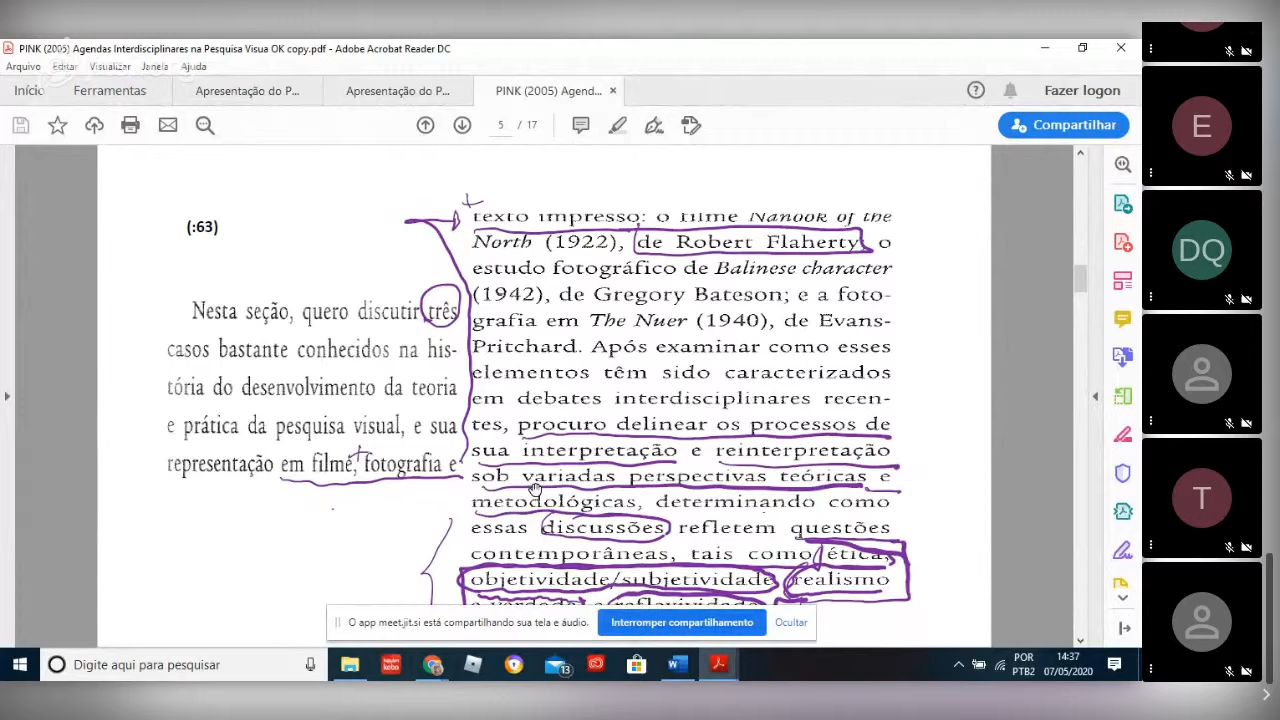 PINK (2005) Agendas Interdisciplinares na Pesquisa Visua OK copy.pdf - Adobe Acrobat Reader DC
Arquivo Editar Visualizar Janela Ajuda
Início Ferramentas Apresentação do P... Apresentação do P... PINK (2005) Agend... Fazer logon
5 / 17 Compartilhar
(:63)
Nesta seção, quero discutir três
casos bastante conhecidos na his-
tória do desenvolvimento da teoria
e prática da pesquisa visual, e sua
representação em filme, fotografia e
texto impresso: o filme Nanook of the
North (1922), de Robert Flaherty; o
estudo fotográfico de Balinese character
(1942), de Gregory Bateson; e a foto-
grafia em The Nuer (1940), de Evans-
Pritchard. Após examinar como esses
elementos têm sido caracterizados
em debates interdisciplinares recen-
tes, procuro delinear os processos de
sua interpretação e reinterpretação
sob variadas perspectivas teóricas e
metodológicas, determinando como
essas discussões refletem questões
contemporâneas, tais como ética,
objetividade/subjetividade realismo
e verdade e reflexividade
O app meet.jit.si está compartilhando sua tela e áudio. Interromper compartilhamento Ocultar
E
DQ
T
Digite aqui para pesquisar
13
POR
PTB2
14:37
07/05/2020